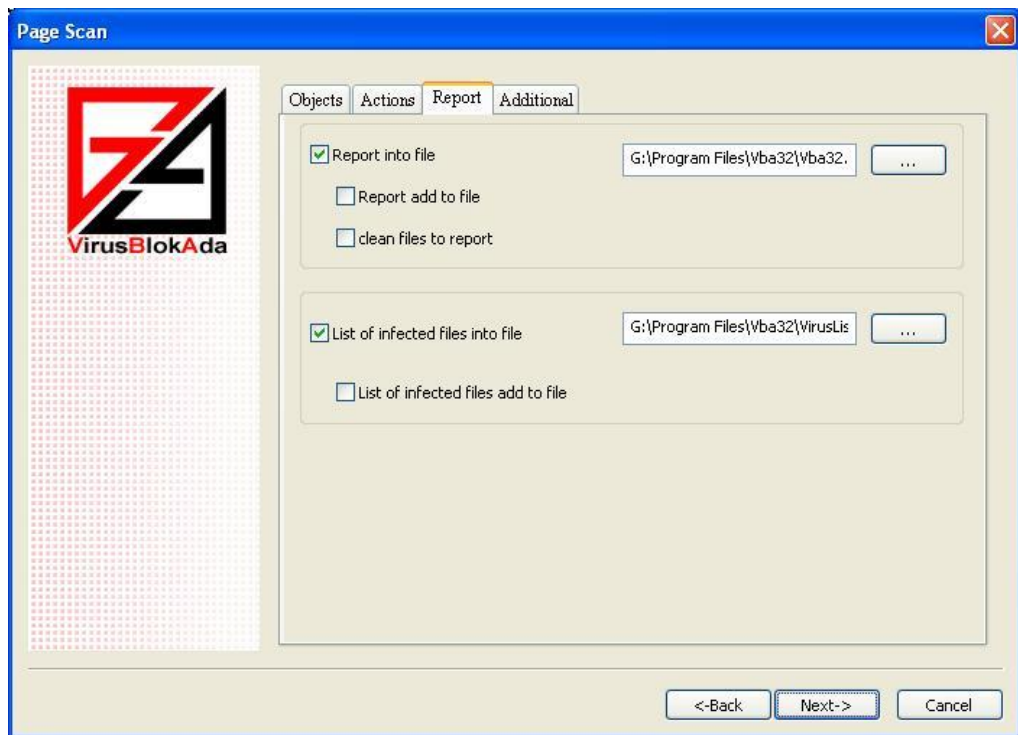 Page Scan
VirusBlokAda
Objects Actions Report Additional
Report into file G:\Program Files\Vba32\Vba32. ...
Report add to file
clean files to report
List of infected files into file G:\Program Files\Vba32\VirusLis ...
List of infected files add to file
<-Back Next-> Cancel